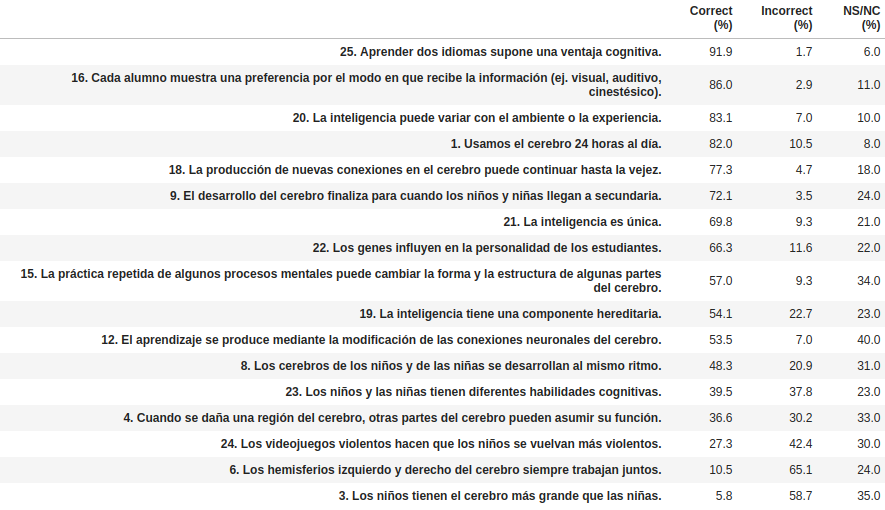 Correct Incorrect NS/NC
(%) (%) (%)
25. Aprender dos idiomas supone una ventaja cognitiva. 91.9 1.7 6.0
16. Cada alumno muestra una preferencia por el modo en que recibe la información (ej. visual, auditivo,
cinestésico). 86.0 2.9 11.0
20. La inteligencia puede variar con el ambiente o la experiencia. 83.1 7.0 10.0
1. Usamos el cerebro 24 horas al día. 82.0 10.5 8.0
18. La producción de nuevas conexiones en el cerebro puede continuar hasta la vejez. 77.3 4.7 18.0
9. El desarrollo del cerebro finaliza para cuando los niños y niñas llegan a secundaria. 72.1 3.5 24.0
21. La inteligencia es única. 69.8 9.3 21.0
22. Los genes influyen en la personalidad de los estudiantes. 66.3 11.6 22.0
15. La práctica repetida de algunos procesos mentales puede cambiar la forma y la estructura de algunas partes
del cerebro. 57.0 9.3 34.0
19. La inteligencia tiene una componente hereditaria. 54.1 22.7 23.0
12. El aprendizaje se produce mediante la modificación de las conexiones neuronales del cerebro. 53.5 7.0 40.0
8. Los cerebros de los niños y de las niñas se desarrollan al mismo ritmo. 48.3 20.9 31.0
23. Los niños y las niñas tienen diferentes habilidades cognitivas. 39.5 37.8 23.0
4. Cuando se daña una región del cerebro, otras partes del cerebro pueden asumir su función. 36.6 30.2 33.0
24. Los videojuegos violentos hacen que los niños se vuelvan más violentos. 27.3 42.4 30.0
6. Los hemisferios izquierdo y derecho del cerebro siempre trabajan juntos. 10.5 65.1 24.0
3. Los niños tienen el cerebro más grande que las niñas. 5.8 58.7 35.0